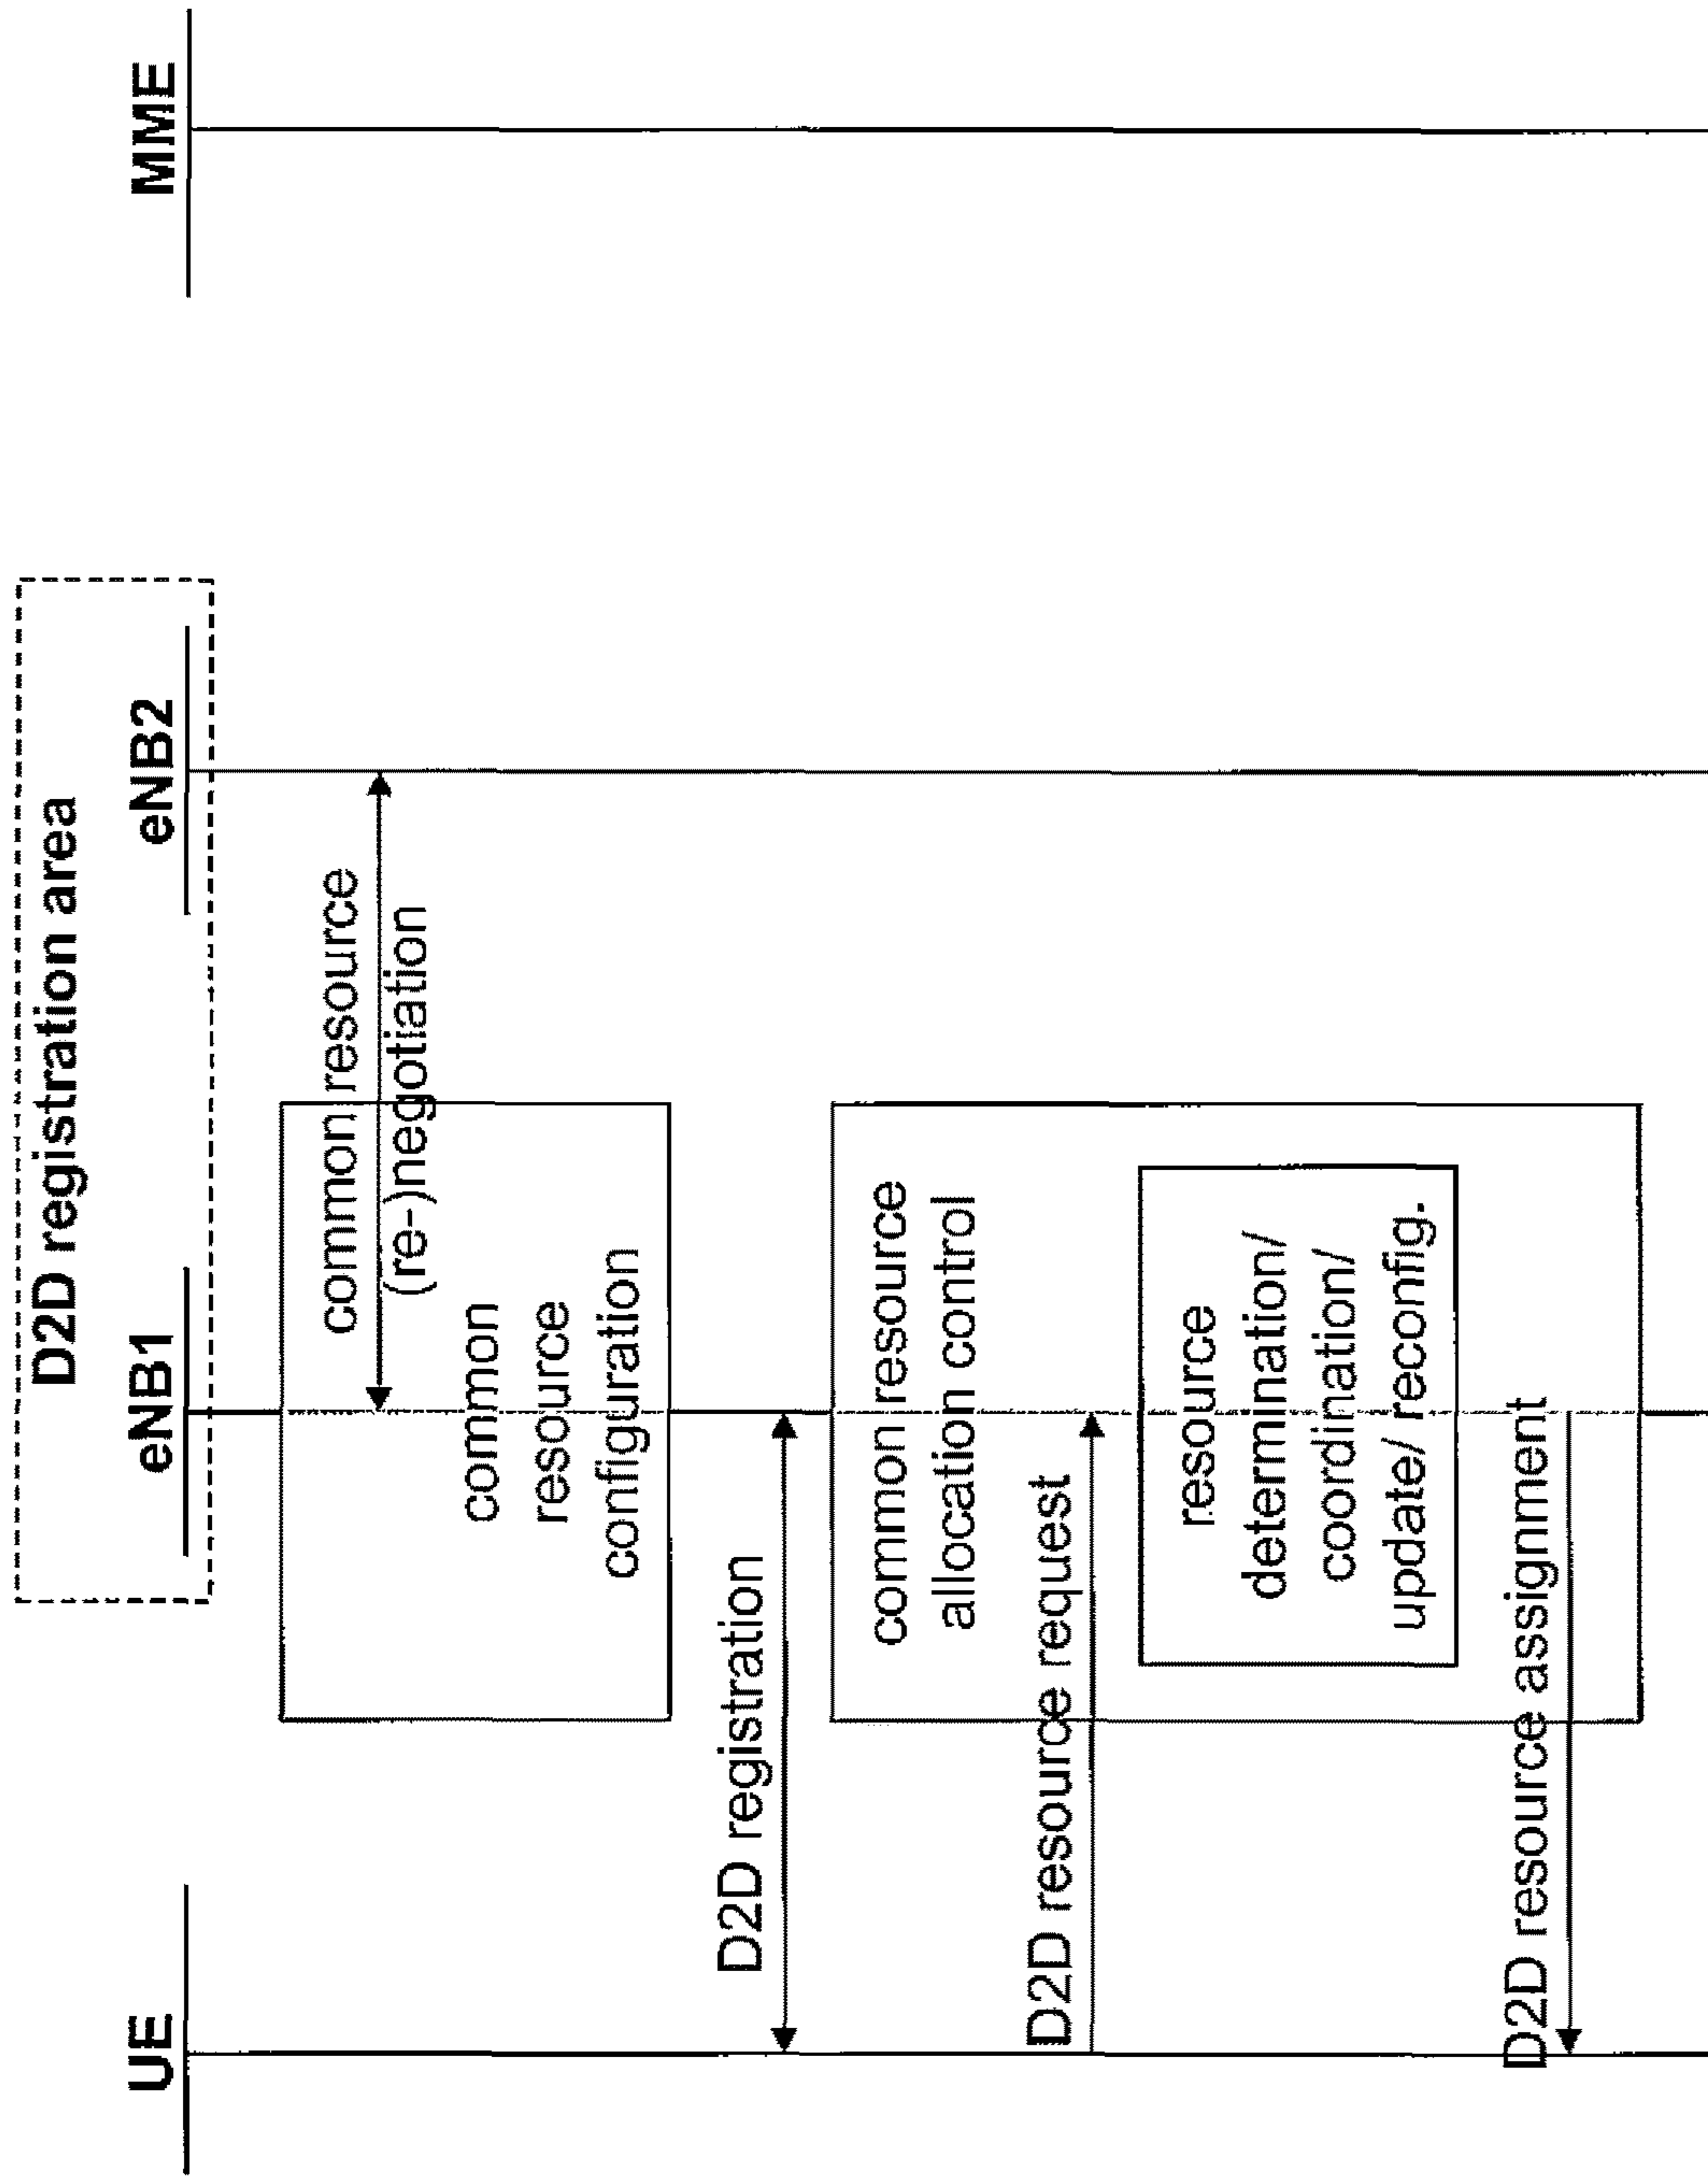 D2D registration area
UE
eNB1
eNB2
MME
common resource
(re-)negotiation
common
resource
configuration
D2D registration
common resource
allocation control
D2D resource request
resource
determination/
coordination/
update/ reconfig.
D2D resource assignment